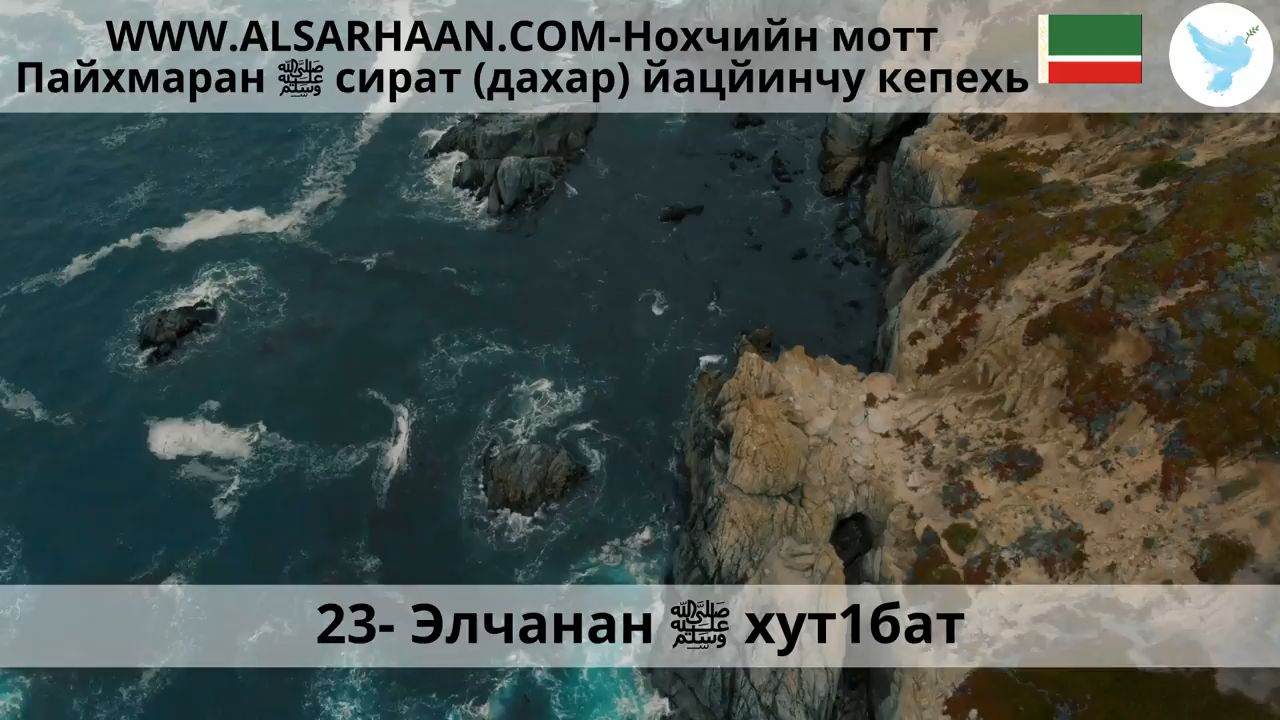 WWW.ALSARHAAN.COM-Нохчийн мотт
Пайхмаран ﷺ сират (дахар) йацйинчу кепехь
23- Элчанан ﷺ хут1бат